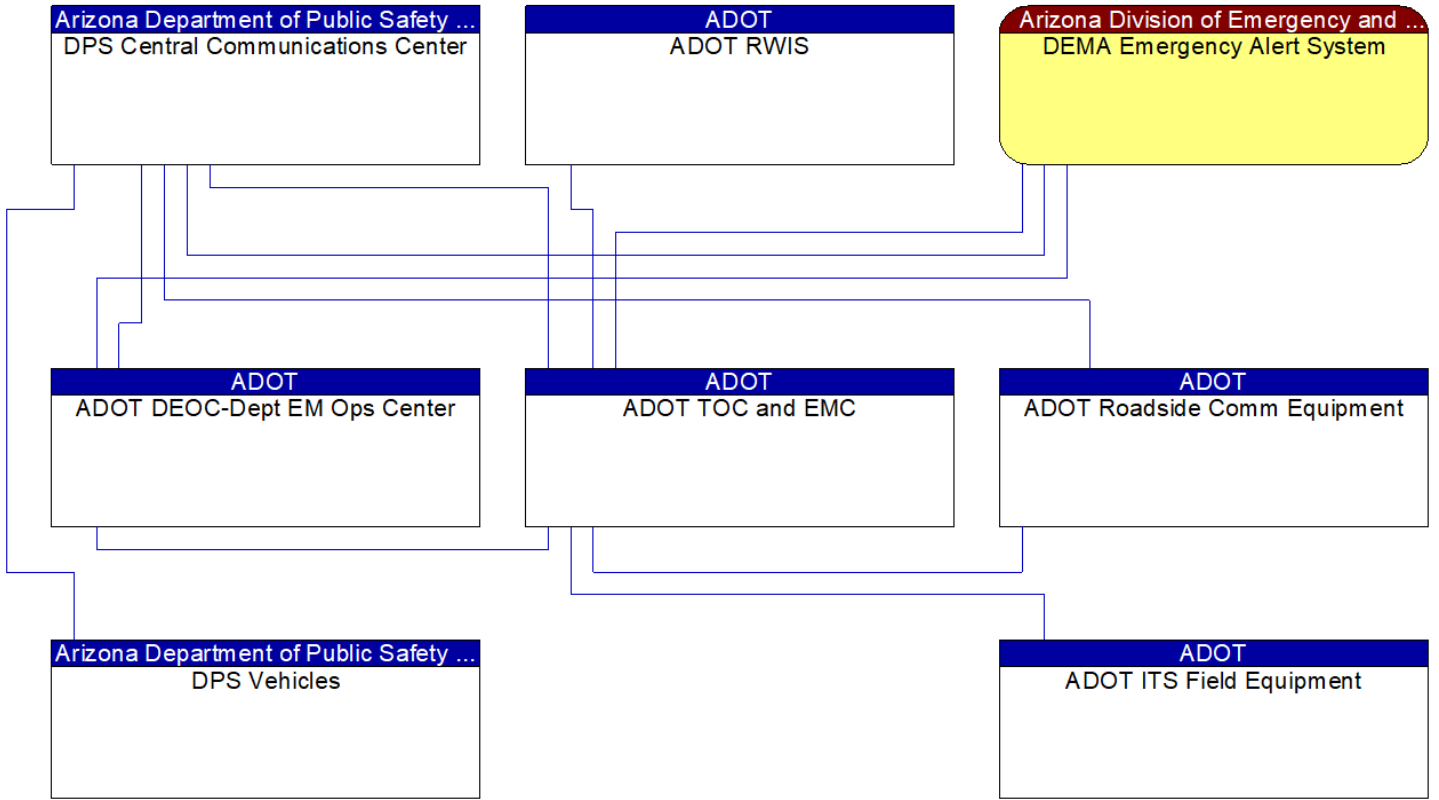 Arizona Department of Public Safety ...
DPS Central Communications Center
ADOT
ADOT RWIS
Arizona Division of Emergency and ...
DEMA Emergency Alert System
ADOT
ADOT DEOC-Dept EM Ops Center
ADOT
ADOT TOC and EMC
ADOT
ADOT Roadside Comm Equipment
Arizona Department of Public Safety ...
DPS Vehicles
ADOT
ADOT ITS Field Equipment